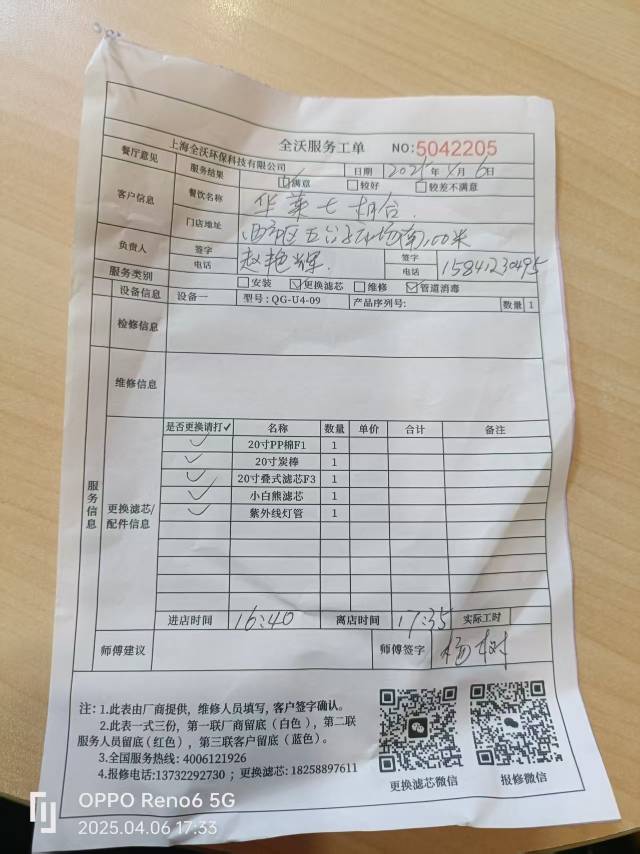 全沃服务工单 NO:5042205
餐厅意见 上海全沃环保科技有限公司 日期 2025年4月6日
服务结果 满意 较好 较差不满意
客户信息 餐饮名称 华莱士
门店地址 西市区 100米
负责人 签字 赵艳辉. 签字
电话 电话 15841230495
服务类别 安装 更换滤芯 维修 管道消毒
设备信息 设备一 型号：QG-U4-09 产品序列号： 数量 1
检修信息
维修信息
服务信息
更换滤芯/配件信息
是否更换请打✓ 名称 数量 单价 合计 备注
✓ 20寸PP棉F1 1
✓ 20寸炭棒 1
✓ 20寸叠式滤芯F3 1
✓ 小白熊滤芯 1
✓ 紫外线灯管 1
进店时间 16:40 离店时间 17:35 实际工时
师傅建议 师傅签字 杨树
注：1.此表由厂商提供，维修人员填写，客户签字确认。
2.此表一式三份，第一联厂商留底（白色），第二联
服务人员留底(红色），第三联客户留底（蓝色）。
3.全国服务热线: 4006121926
4.报修电话:13732292730 ；更换滤芯: 18258897611
更换滤芯微信 报修微信
OPPO Reno6 5G
2025.04.06 17:33